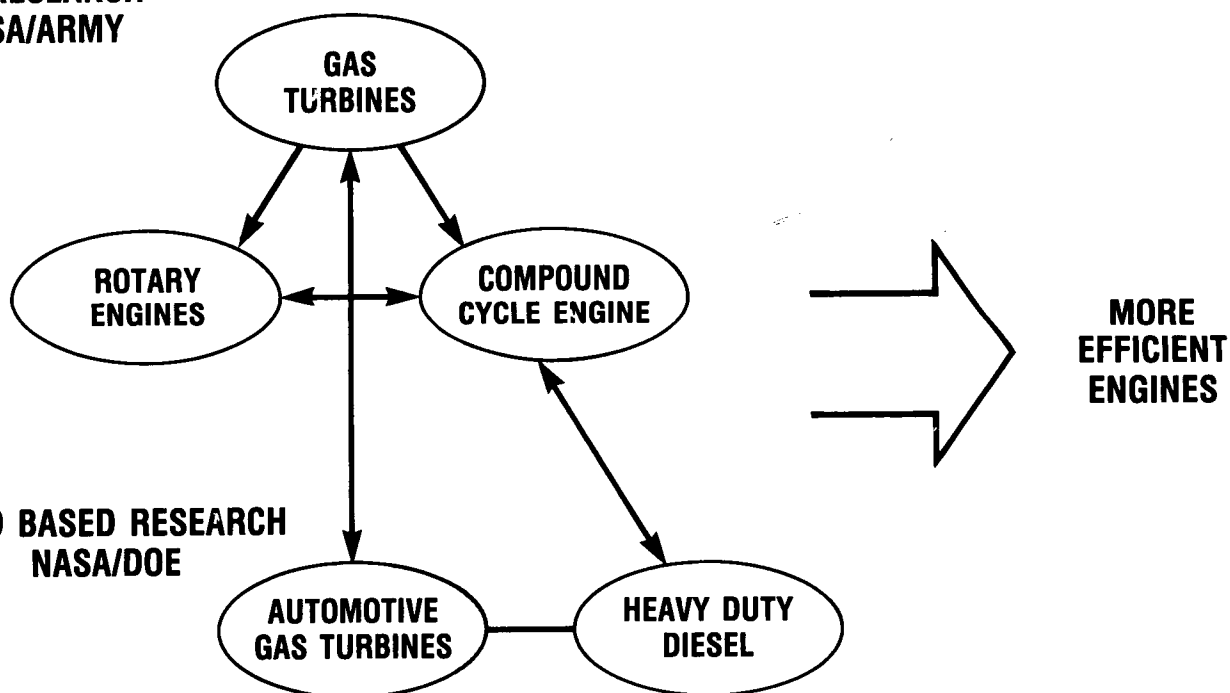 SA/ARMY
GAS
TURBINES
ROTARY
ENGINES
COMPOUND
CYCLE ENGINE
MORE
EFFICIENT
ENGINES
BASED RESEARCH
NASA/DOE
AUTOMOTIVE
GAS TURBINES
HEAVY DUTY
DIESEL